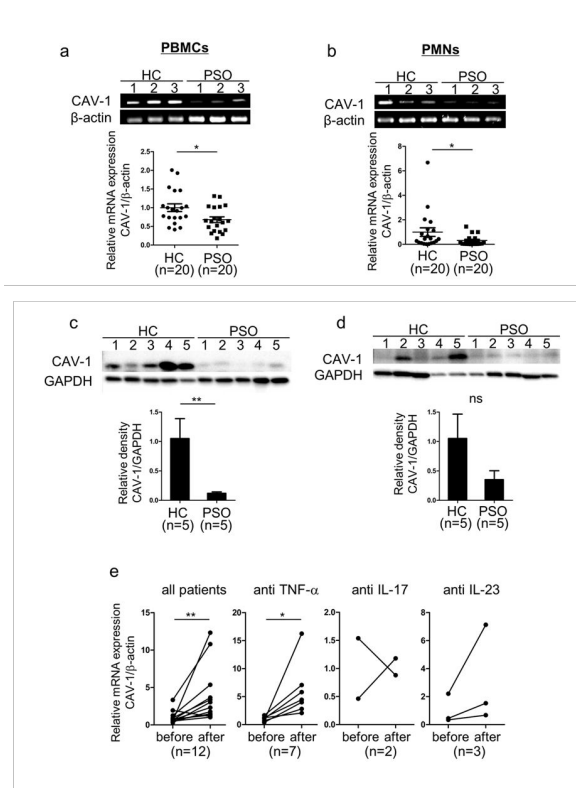 a
PBMCs
HC PSO
1 2 3 1 2 3
CAV-1
β-actin
*
Relative mRNA expression
CAV-1/β-actin
2.5
2.0
1.5
1.0
0.5
0.0
HC PSO
(n=20) (n=20)
b
PMNs
HC PSO
1 2 3 1 2 3
CAV-1
β-actin
*
Relative mRNA expression
CAV-1/β-actin
8
6
4
2
0
HC PSO
(n=20) (n=20)
c
HC PSO
1 2 3 4 5 1 2 3 4 5
CAV-1
GAPDH
**
Relative density
CAV-1/GAPDH
1.5
1.0
0.5
0.0
HC PSO
(n=5) (n=5)
d
HC PSO
1 2 3 4 5 1 2 3 4 5
CAV-1
GAPDH
ns
Relative density
CAV-1/GAPDH
1.5
1.0
0.5
0.0
HC PSO
(n=5) (n=5)
e
all patients anti TNF-α anti IL-17 anti IL-23
Relative mRNA expression
CAV-1/β-actin
**
15
10
5
0
before after
(n=12)
*
20
15
10
5
0
before after
(n=7)
2.0
1.5
1.0
0.5
0.0
before after
(n=2)
8
6
4
2
0
before after
(n=3)